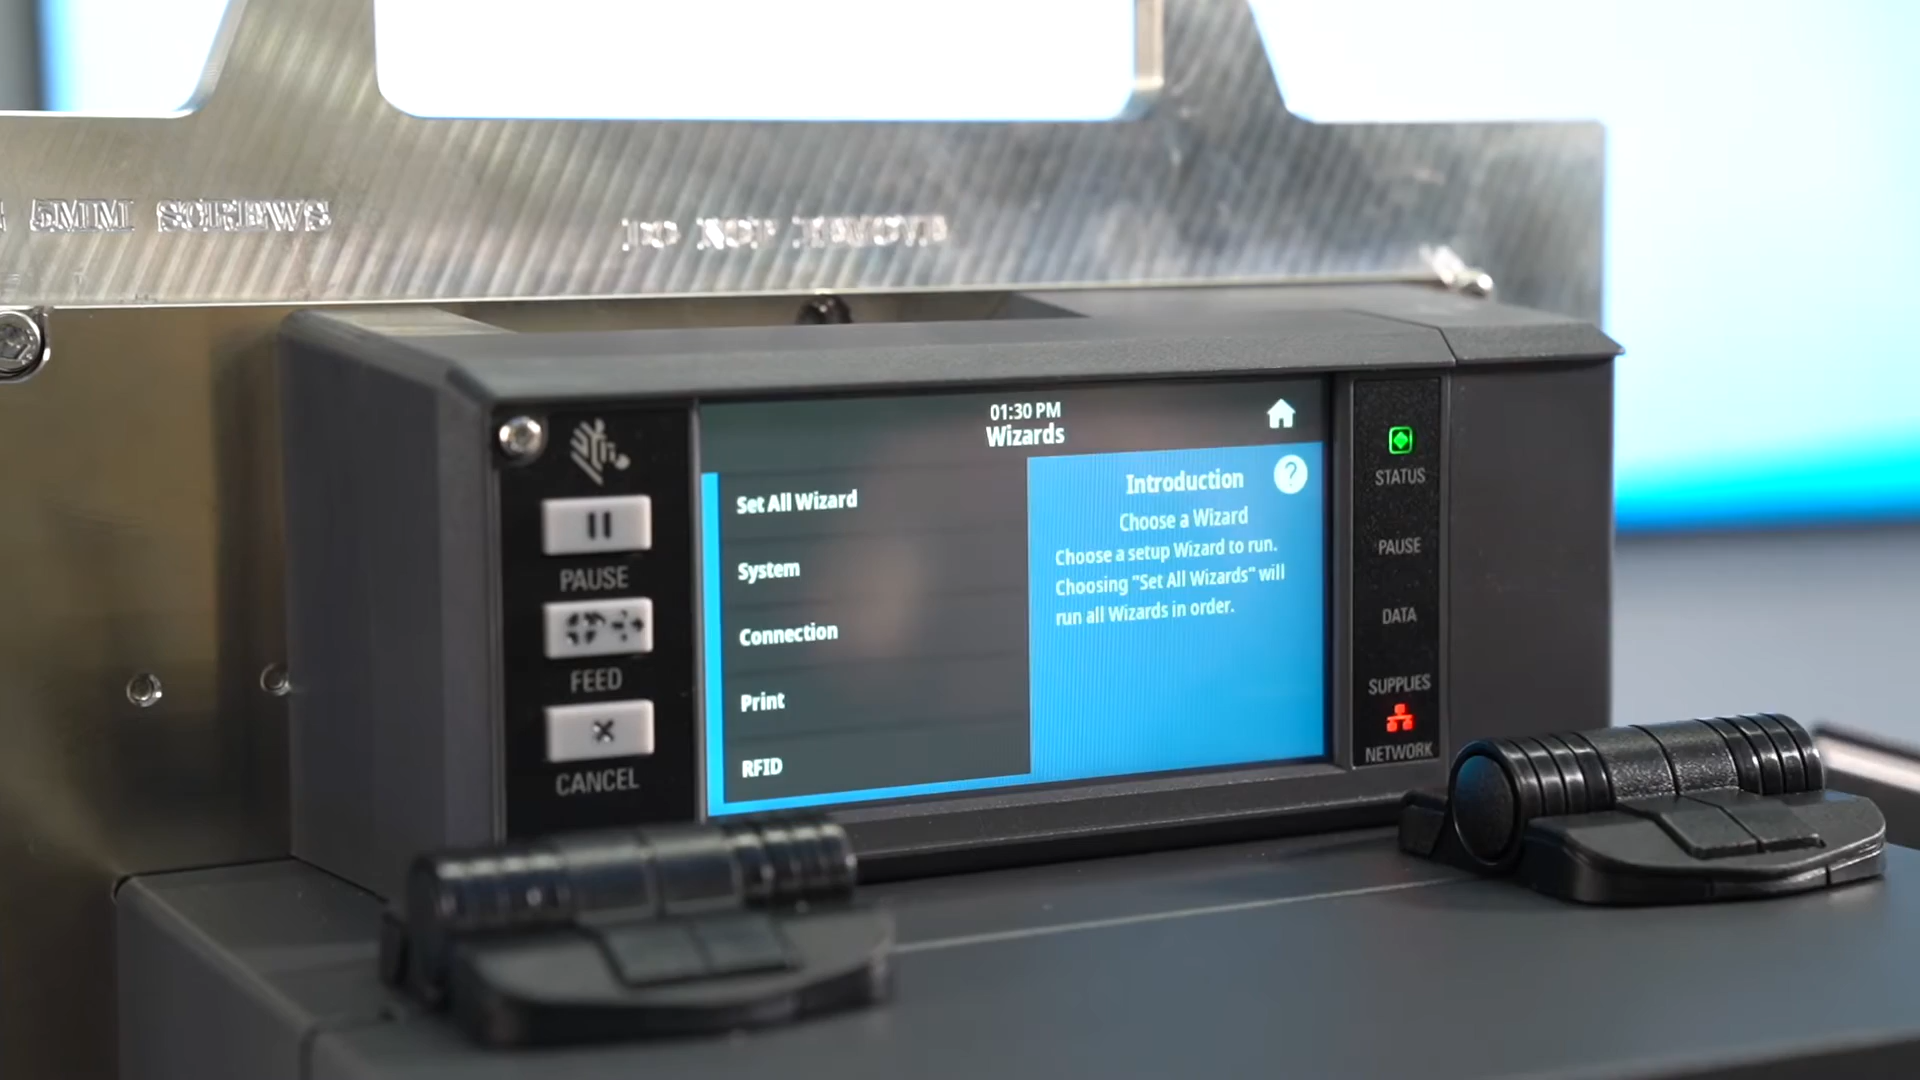 5MM SCREWS
DO NOT REMOVE
01:30 PM
Wizards
Set All Wizard
System
Connection
Print
RFID
Introduction
?
Choose a Wizard
Choose a setup Wizard to run.
Choosing "Set All Wizards" will
run all Wizards in order.
PAUSE
FEED
CANCEL
STATUS
PAUSE
DATA
SUPPLIES
NETWORK